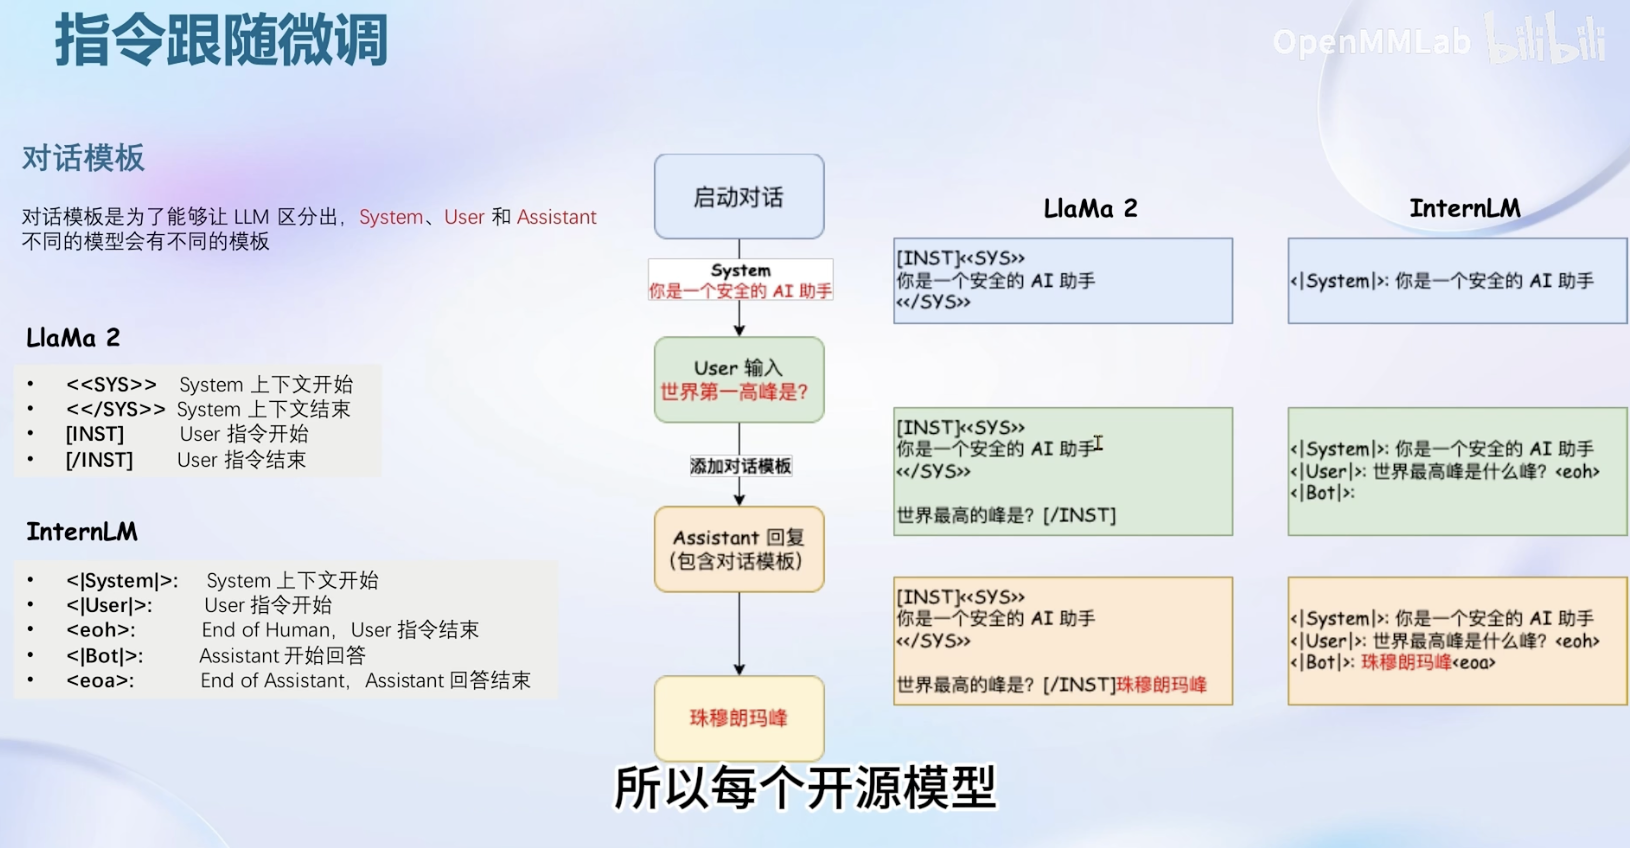 指令跟随微调
OpenMMLab bilibili
对话模板
对话模板是为了能够让 LLM 区分出，System、User 和 Assistant
不同的模型会有不同的模板
LlaMa 2
• <<SYS>> System 上下文开始
• <</SYS>> System 上下文结束
• [INST] User 指令开始
• [/INST] User 指令结束
InternLM
• <|System|>: System 上下文开始
• <|User|>: User 指令开始
• <eoh>: End of Human，User 指令结束
• <|Bot|>: Assistant 开始回答
• <eoa>: End of Assistant，Assistant 回答结束
启动对话
System
你是一个安全的 AI 助手
User 输入
世界第一高峰是?
添加对话模板
Assistant 回复
(包含对话模板)
珠穆朗玛峰
LlaMa 2
[INST]<<SYS>>
你是一个安全的 AI 助手
<</SYS>>
[INST]<<SYS>>
你是一个安全的 AI 助手
<</SYS>>
世界最高的峰是? [/INST]
[INST]<<SYS>>
你是一个安全的 AI 助手
<</SYS>>
世界最高的峰是? [/INST]珠穆朗玛峰
InternLM
<|System|>: 你是一个安全的 AI 助手
<|System|>: 你是一个安全的 AI 助手
<|User|>: 世界最高峰是什么峰? <eoh>
<|Bot|>:
<|System|>: 你是一个安全的 AI 助手
<|User|>: 世界最高峰是什么峰? <eoh>
<|Bot|>: 珠穆朗玛峰<eoa>
所以每个开源模型